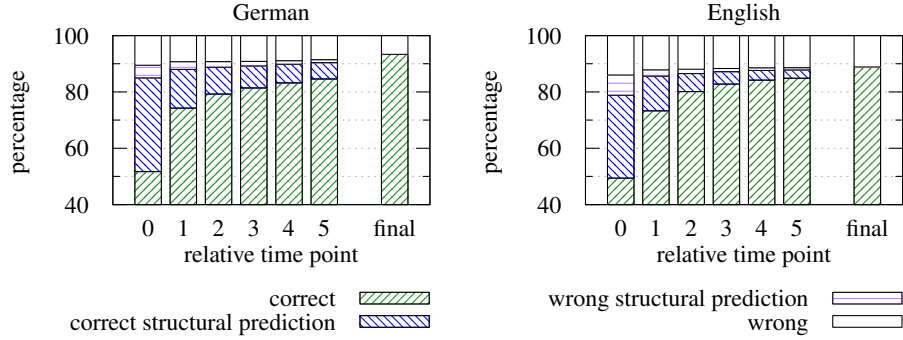 German
percentage
100
80
60
40
0 1 2 3 4 5 final
relative time point
English
percentage
100
80
60
40
0 1 2 3 4 5 final
relative time point
correct
correct structural prediction
wrong structural prediction
wrong